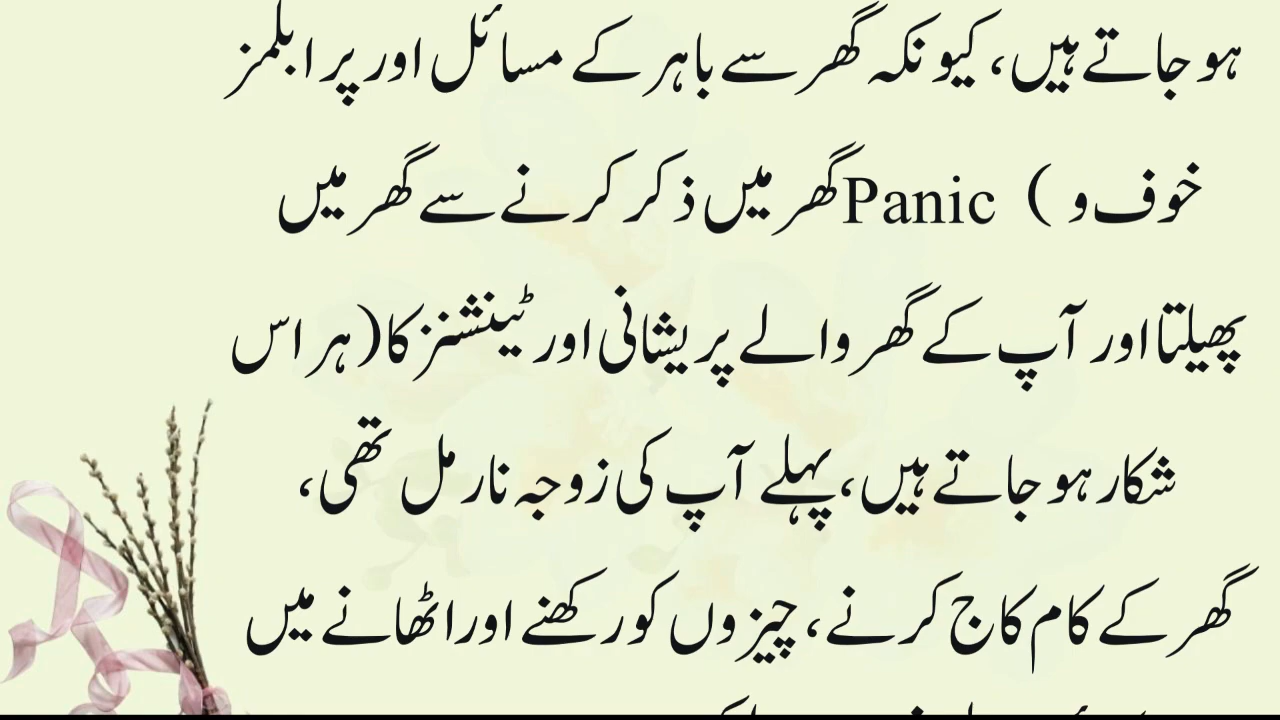 ہو جاتے ہیں، کیونکہ گھر سے باہر کے مسائل اور پرابلمز
خوف و ) Panic گھر میں ذکر کرنے سے گھر میں
پھیلتا اور آپ کے گھر والے پریشانی اور ٹینشنز کا(ہراس
شکار ہو جاتے ہیں،پہلے آپ کی زوجہ نارمل تھی،
گھر کے کام کاج کرنے، چیزوں کو رکھنے اور اٹھانے میں